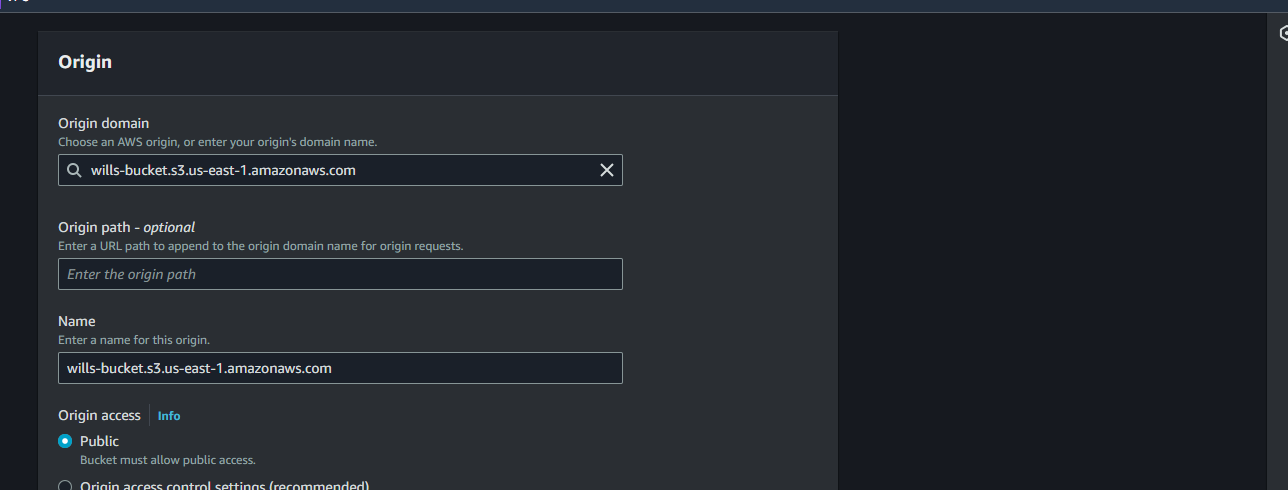 Origin
Origin domain
Choose an AWS origin, or enter your origin's domain name.
wills-bucket.s3.us-east-1.amazonaws.com
Origin path - optional
Enter a URL path to append to the origin domain name for origin requests.
Enter the origin path
Name
Enter a name for this origin.
wills-bucket.s3.us-east-1.amazonaws.com
Origin access Info
Public
Bucket must allow public access.
Origin access control settings (recommended)